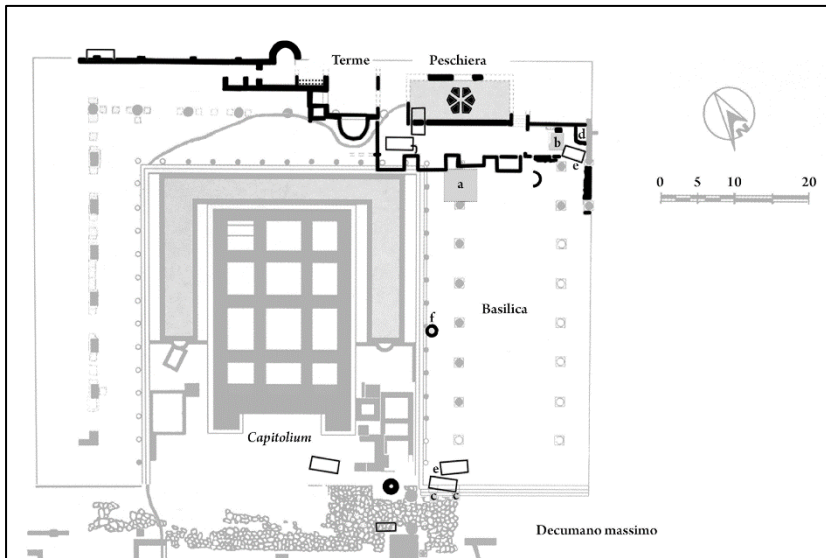 Terme
Peschiera
N
d
b
e
a
0 5 10 20
Basilica
f
Capitolium
e
c c
Decumano massimo